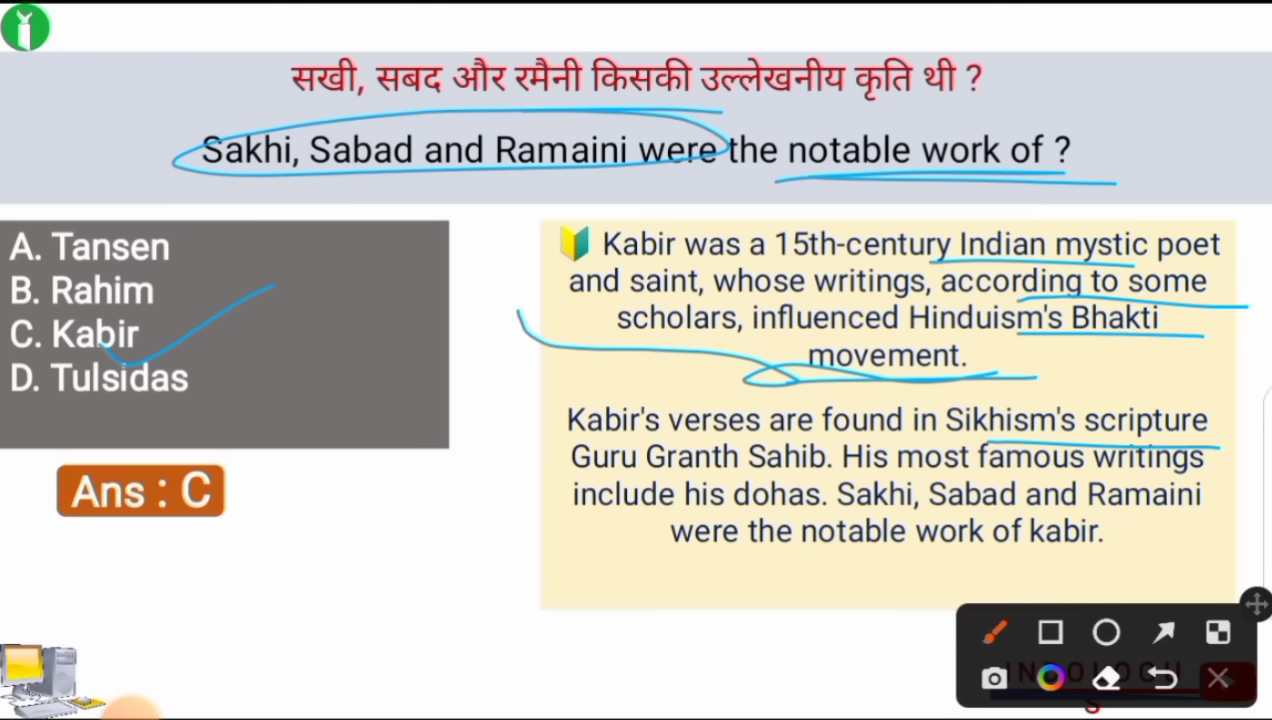 सखी, सबद और रमैनी किसकी उल्लेखनीय कृति थी ?
Sakhi, Sabad and Ramaini were the notable work of ?
A. Tansen
B. Rahim
C. Kabir
D. Tulsidas
Ans : C
Kabir was a 15th-century Indian mystic poet
and saint, whose writings, according to some
scholars, influenced Hinduism's Bhakti
movement.
Kabir's verses are found in Sikhism's scripture
Guru Granth Sahib. His most famous writings
include his dohas. Sakhi, Sabad and Ramaini
were the notable work of kabir.